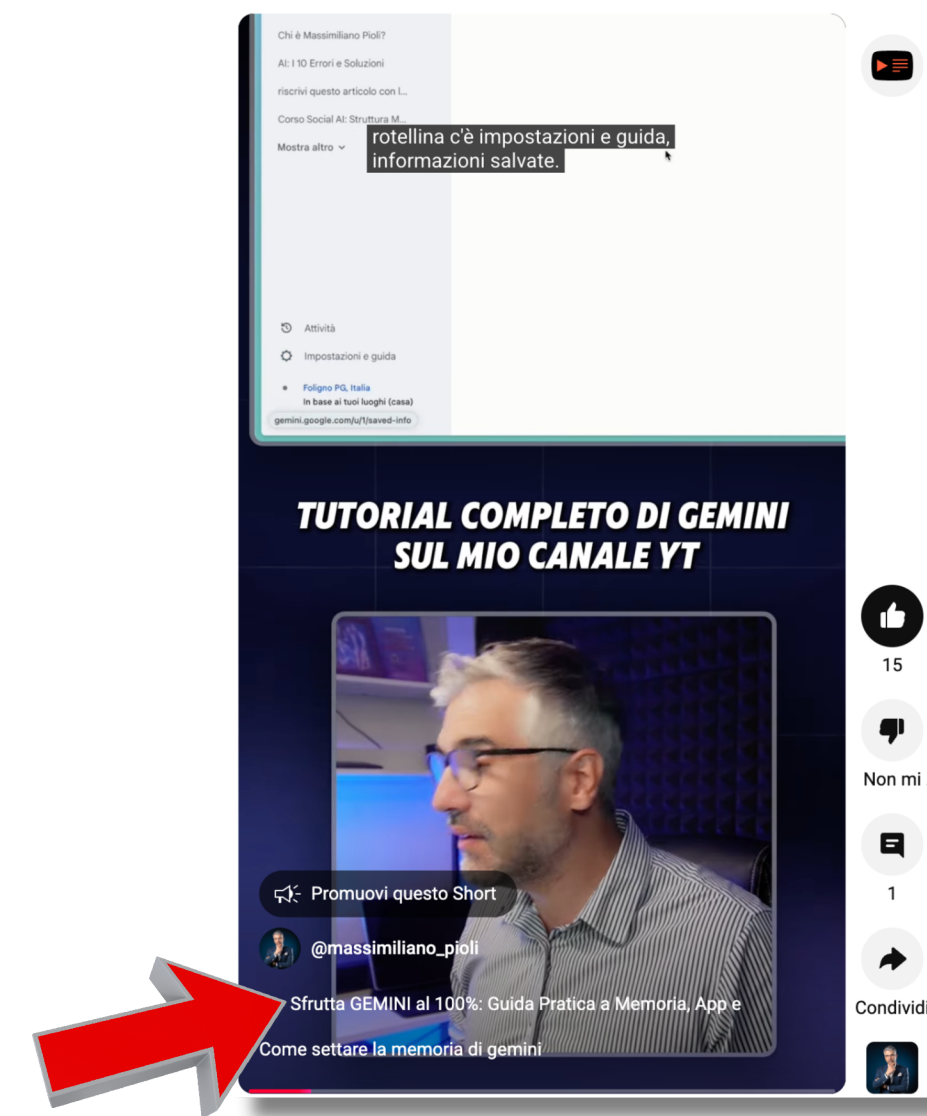 Chi è Massimiliano Pioli?
AI: I 10 Errori e Soluzioni
riscrivi questo articolo con l...
Corso Social AI: Struttura M...
Mostra altro
rotellina c'è impostazioni e guida,
informazioni salvate.
Attività
Impostazioni e guida
Foligno PG, Italia
In base ai tuoi luoghi (casa)
gemini.google.com/u/1/saved-info
TUTORIAL COMPLETO DI GEMINI
SUL MIO CANALE YT
15
Non mi
1
Condividi
Promuovi questo Short
@massimiliano_pioli
Sfrutta GEMINI al 100%: Guida Pratica a Memoria, App e
Come settare la memoria di gemini